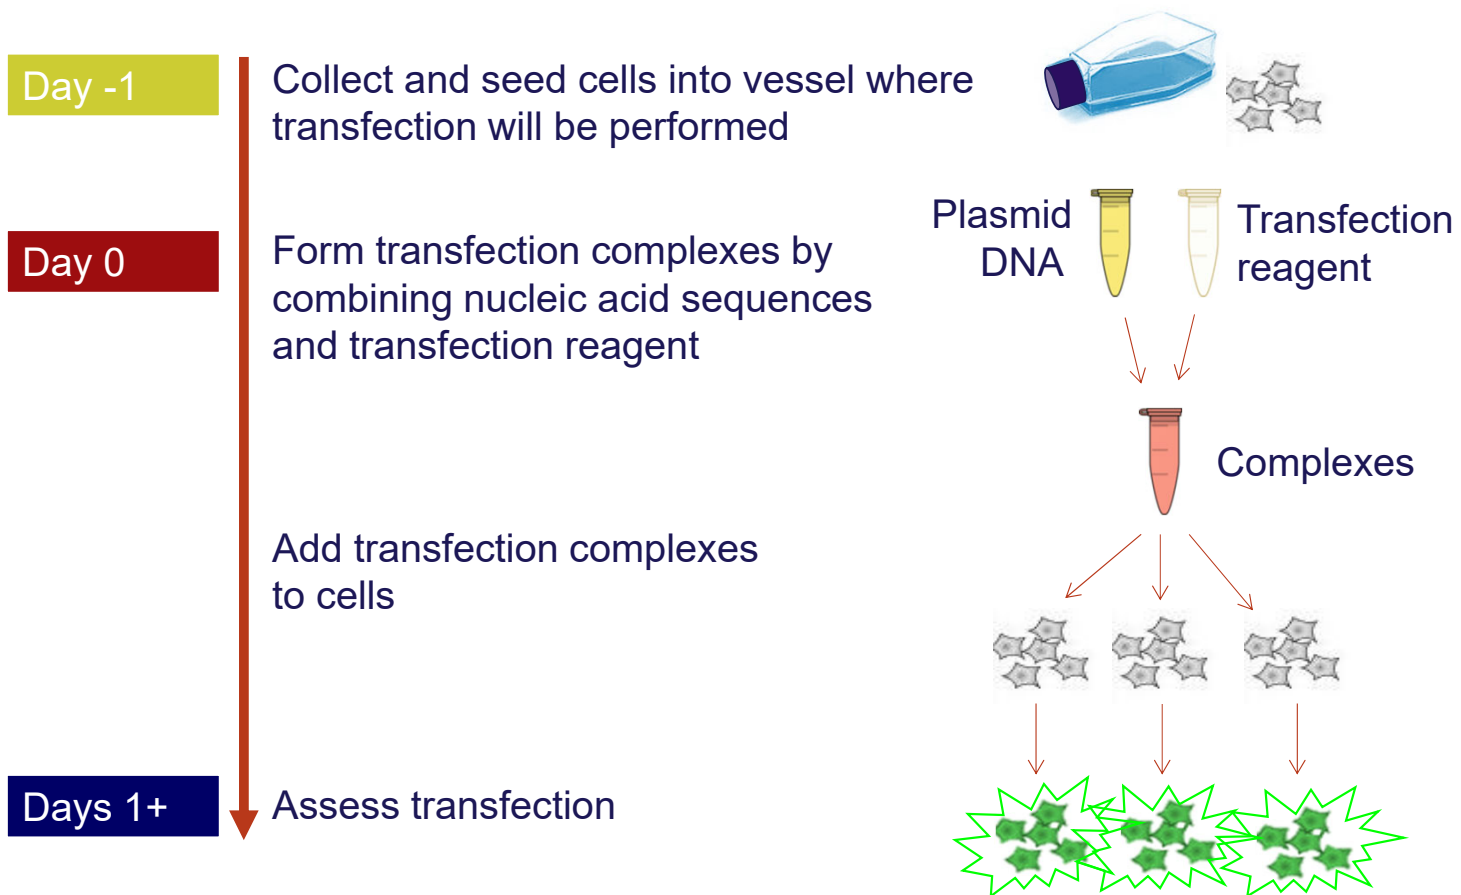 Day -1
Collect and seed cells into vessel where
transfection will be performed
Day 0
Form transfection complexes by
combining nucleic acid sequences
and transfection reagent
Plasmid
DNA
Transfection
reagent
Complexes
Add transfection complexes
to cells
Days 1+
Assess transfection